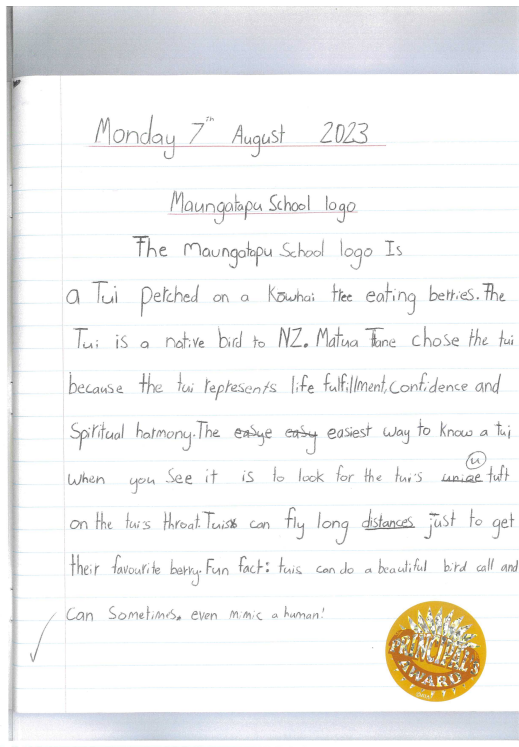 Monday 7th August 2023
Maungatapu School logo
The Maungatapu School logo Is
a Tui perched on a Kōwhai tree eating berries. The
Tui is a native bird to NZ. Matua Tane chose the tui
because the tui represents life fulfillment, Confidence and
Spiritual harmony. The easye easy easiest way to know a tui
when you see it is to look for the tui's uniqe tuft
u
on the tuis throat. Tuis can fly long distances just to get
their favourite berry. Fun fact: tuis can do a beautiful bird call and
Can Sometimes. even mimic a human!
PRINCIPAL'S
AWARD